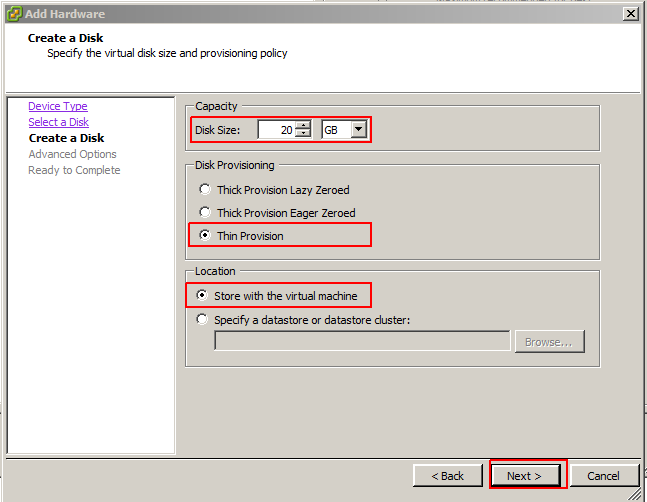 Add Hardware
Create a Disk
Specify the virtual disk size and provisioning policy
Device Type
Select a Disk
Create a Disk
Advanced Options
Ready to Complete
Capacity
Disk Size: 20 GB
Disk Provisioning
Thick Provision Lazy Zeroed
Thick Provision Eager Zeroed
Thin Provision
Location
Store with the virtual machine
Specify a datastore or datastore cluster:
Browse...
< Back Next > Cancel